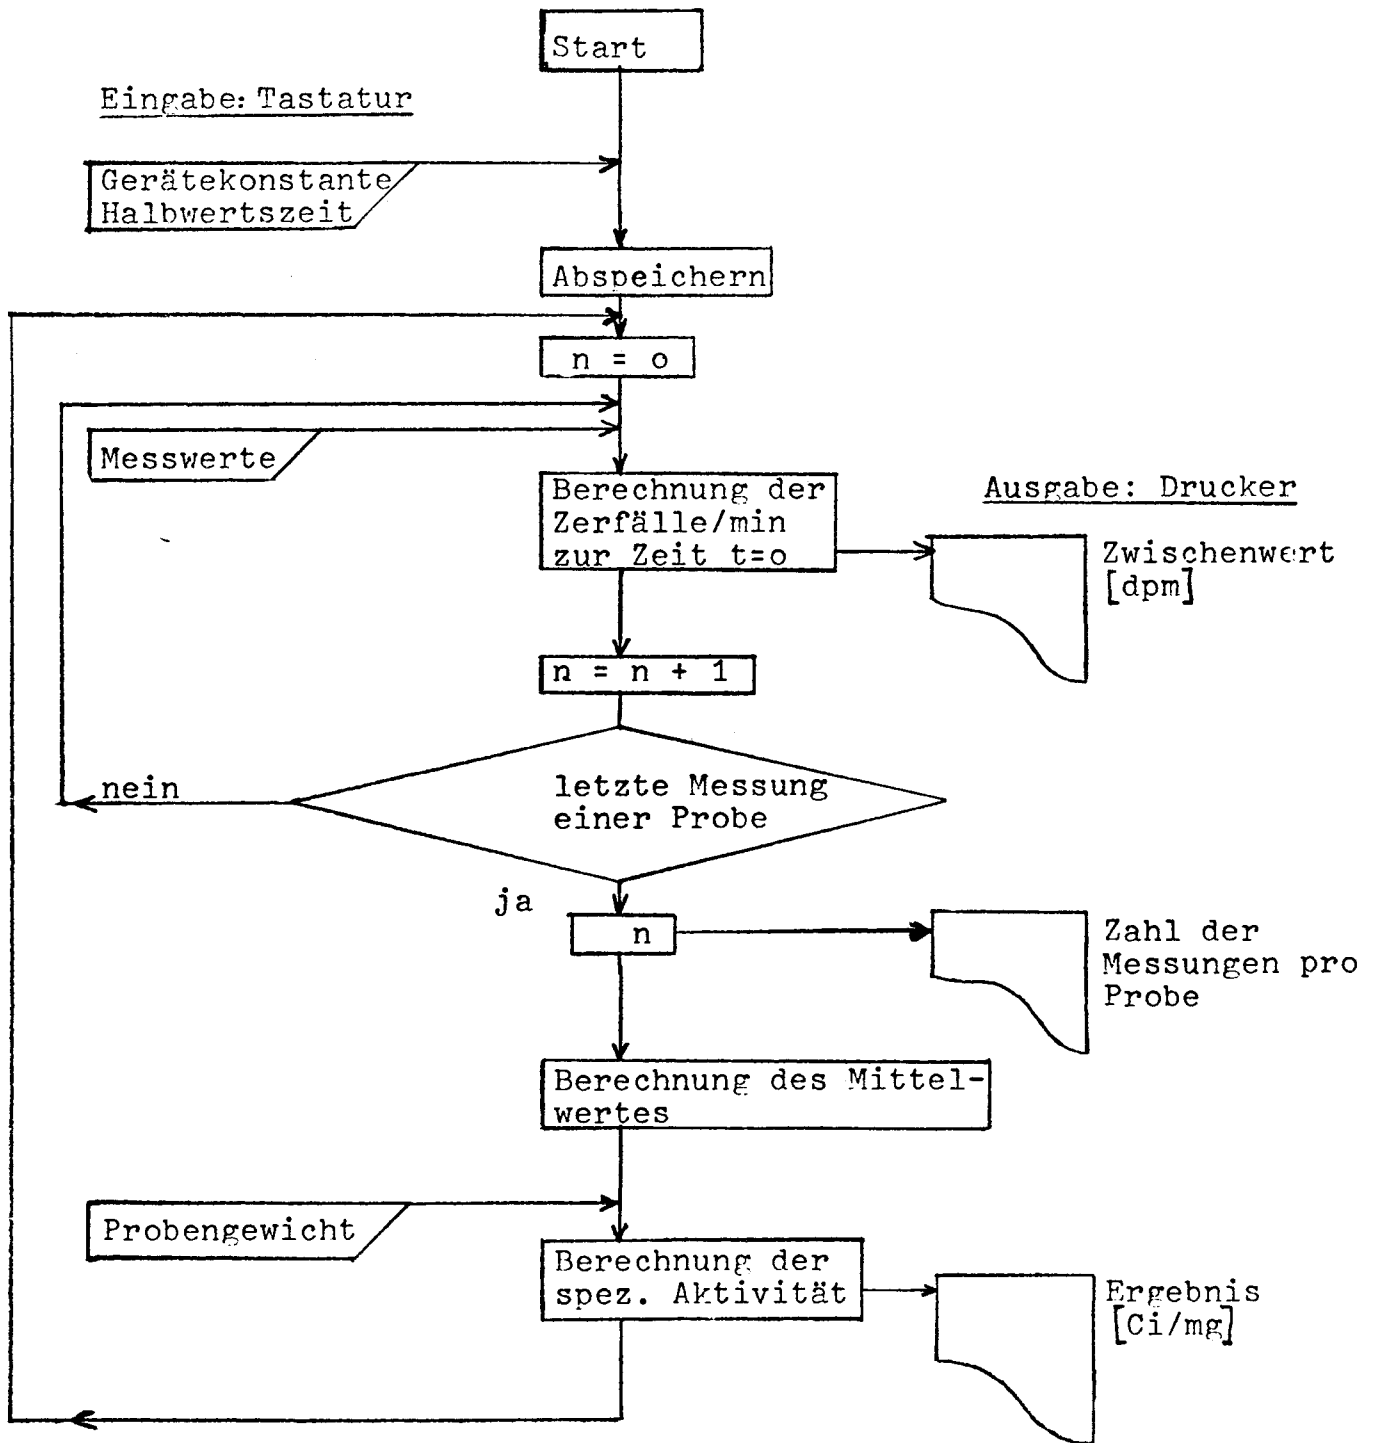 Start
Eingabe: Tastatur
Gerätekonstante
Halbwertszeit
Abspeichern
n = o
Messwerte
Berechnung der
Zerfälle/min
zur Zeit t=o
Ausgabe: Drucker
Zwischenwert
[dpm]
n = n + 1
nein
letzte Messung
einer Probe
ja
n
Zahl der
Messungen pro
Probe
Berechnung des Mittel-
wertes
Probengewicht
Berechnung der
spez. Aktivität
Ergebnis
[Ci/mg]